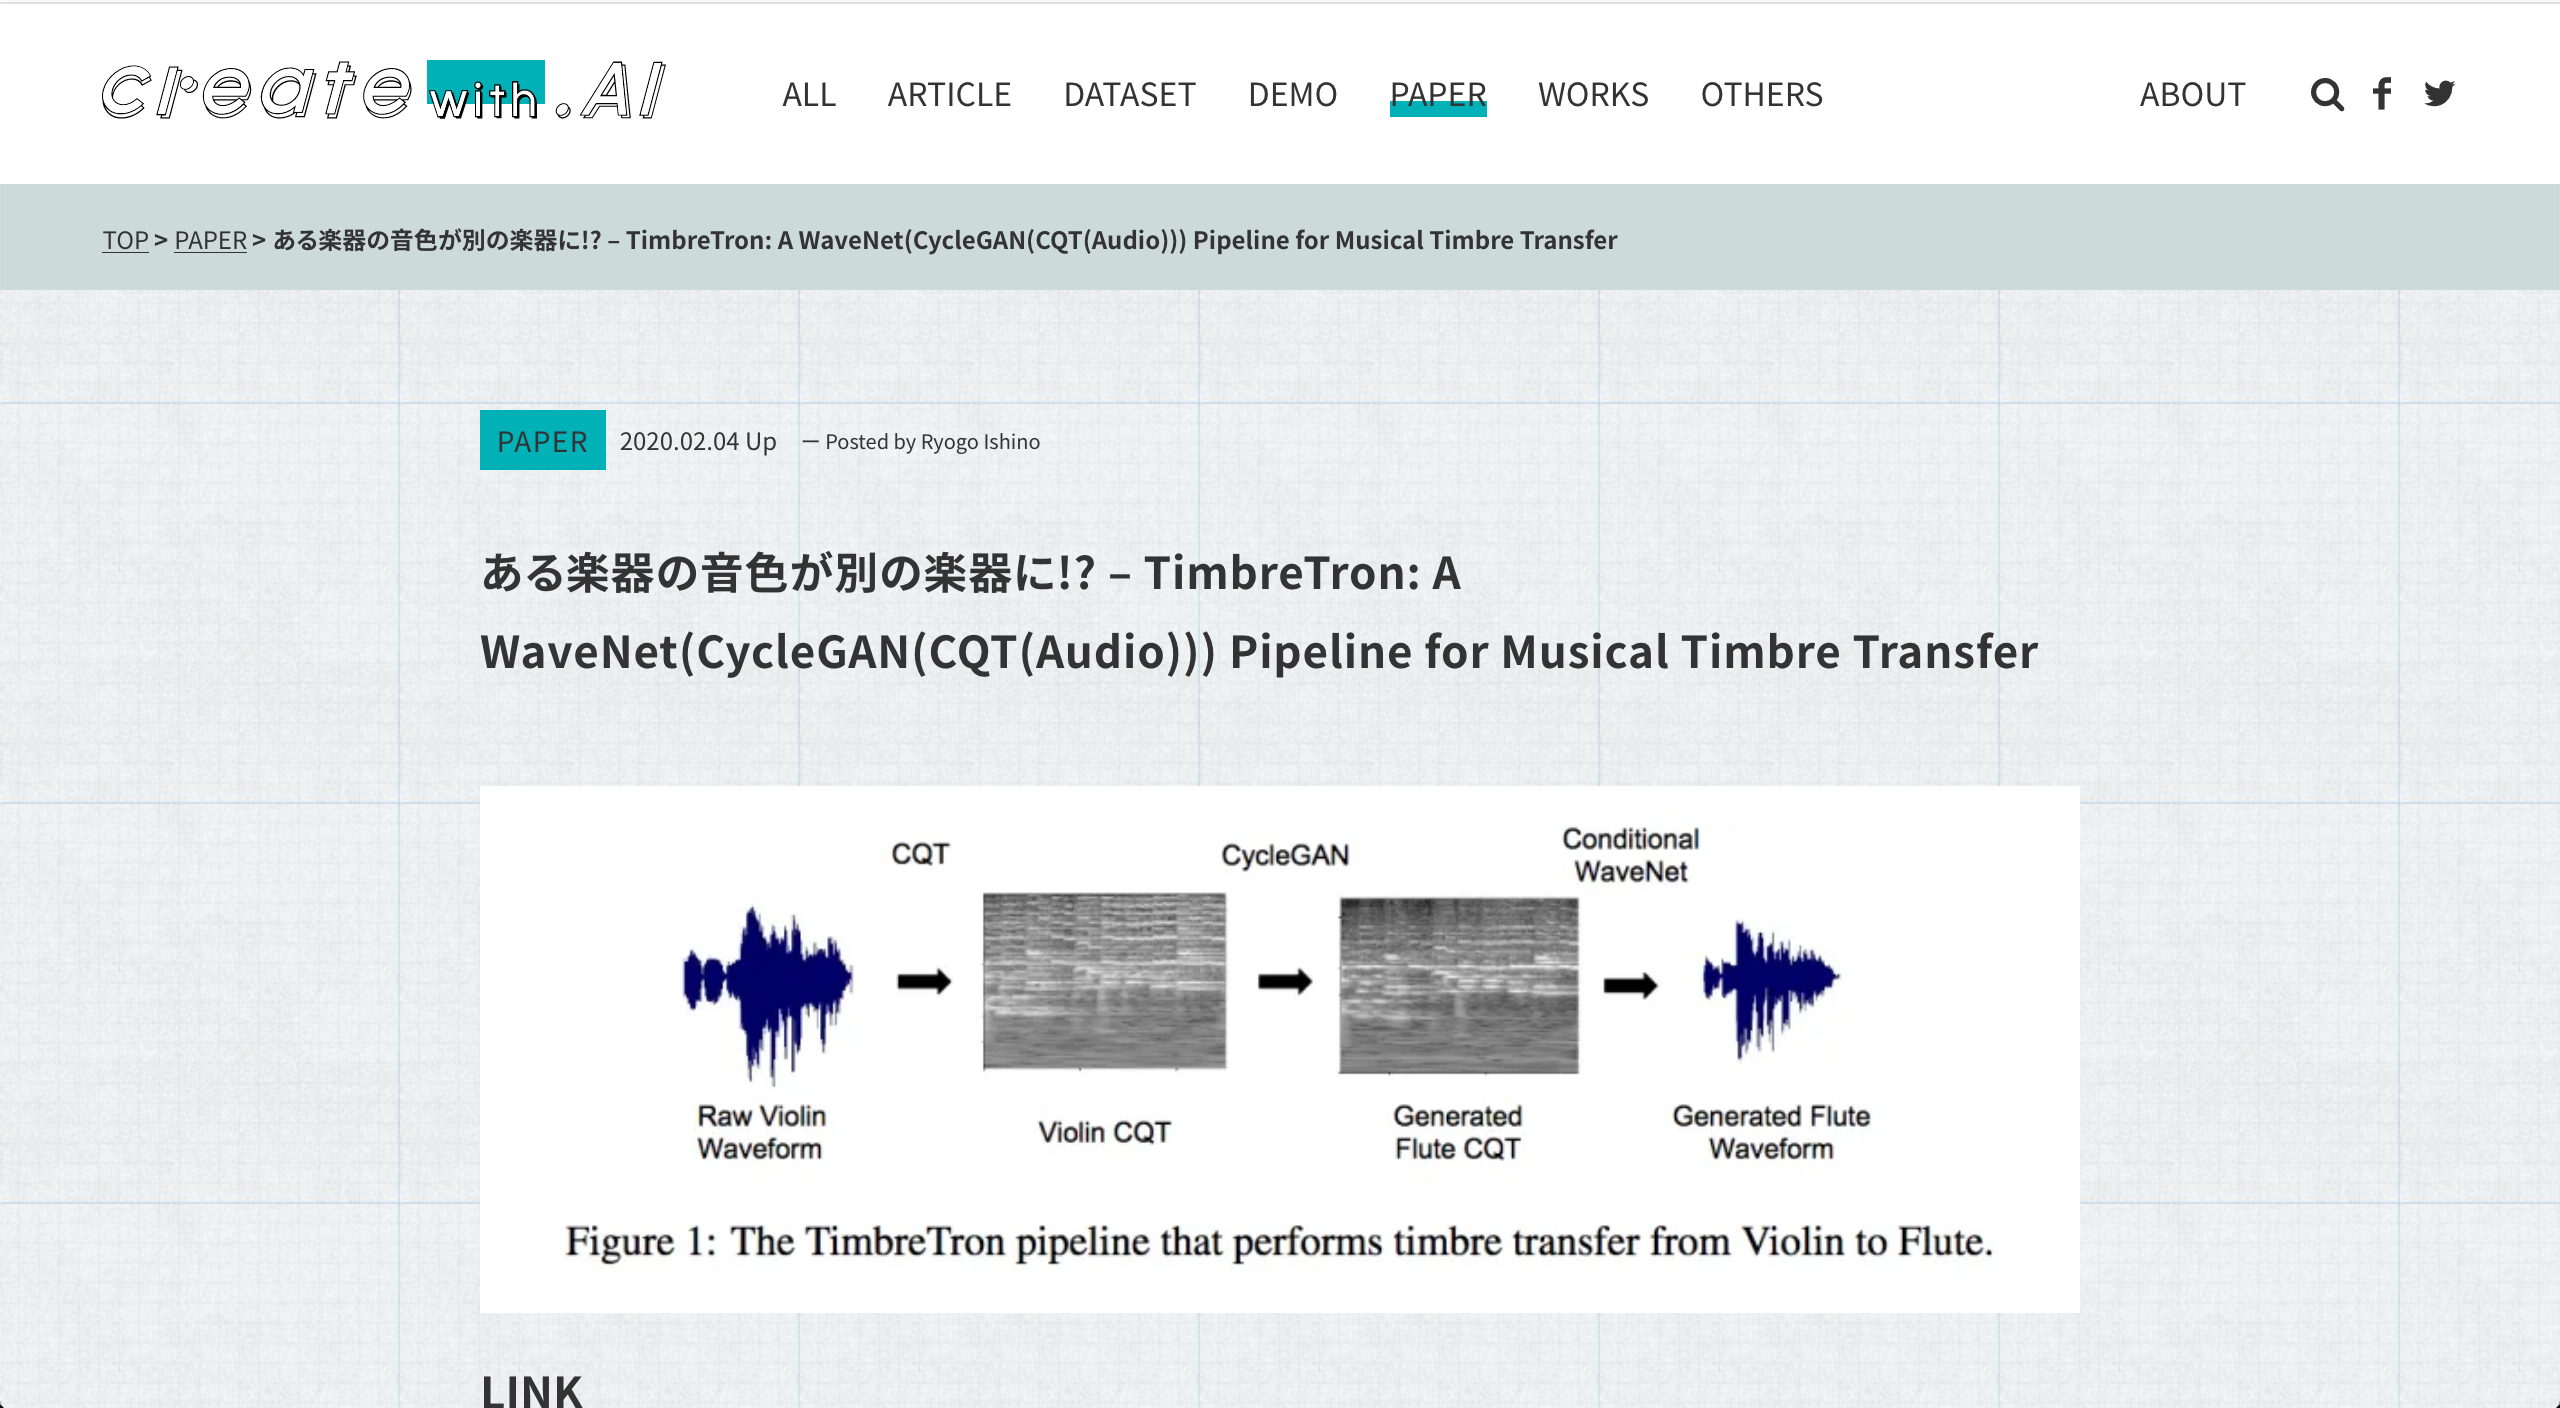 create with .AI
ALL ARTICLE DATASET DEMO PAPER WORKS OTHERS ABOUT
TOP > PAPER > ある楽器の音色が別の楽器に!? – TimbreTron: A WaveNet(CycleGAN(CQT(Audio))) Pipeline for Musical Timbre Transfer
PAPER 2020.02.04 Up — Posted by Ryogo Ishino
ある楽器の音色が別の楽器に!? – TimbreTron: A
WaveNet(CycleGAN(CQT(Audio))) Pipeline for Musical Timbre Transfer
CQT
CycleGAN
Conditional
WaveNet
Raw Violin
Waveform
Violin CQT
Generated
Flute CQT
Generated Flute
Waveform
Figure 1: The TimbreTron pipeline that performs timbre transfer from Violin to Flute.
LINK